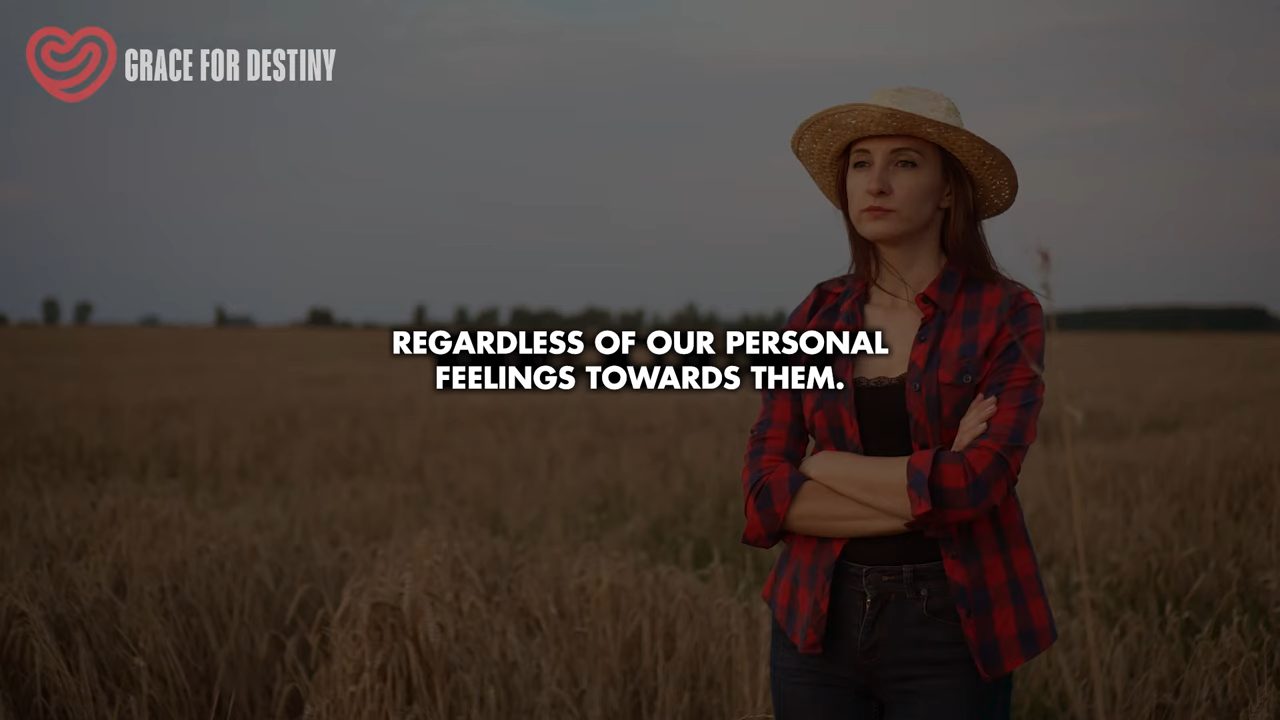 GRACE FOR DESTINY
REGARDLESS OF OUR PERSONAL
FEELINGS TOWARDS THEM.